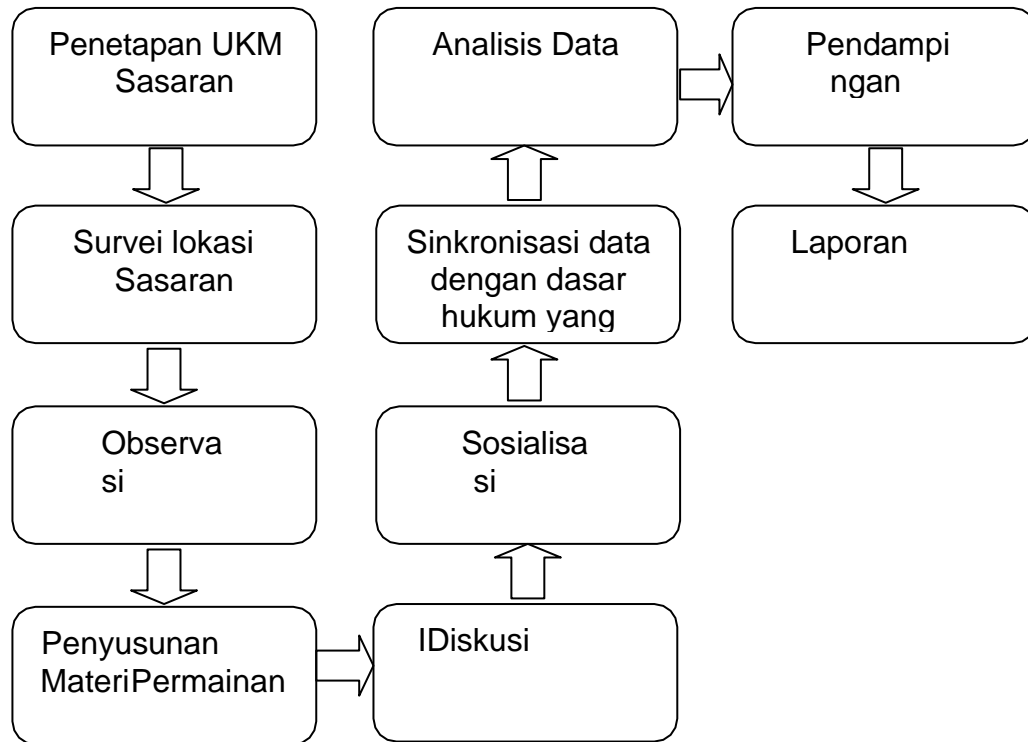 Penetapan UKM
Sasaran
Survei lokasi
Sasaran
Observa
si
Penyusunan
MateriPermainan
IDiskusi
Sosialisa
si
Sinkronisasi data
dengan dasar
hukum yang
Analisis Data
Pendampi
ngan
Laporan